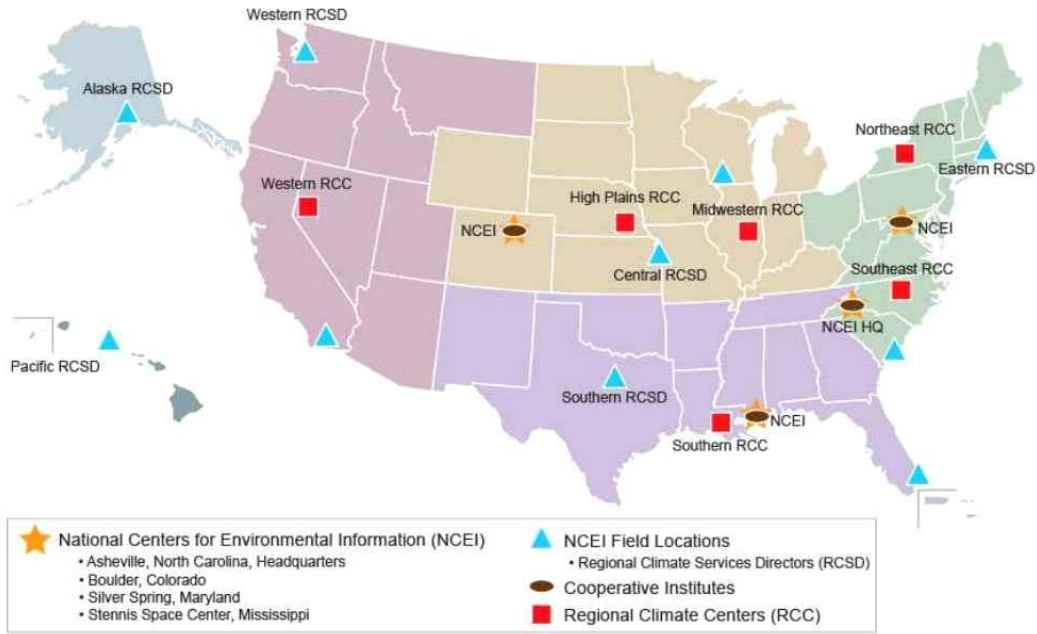 Western RCSD
Alaska RCSD
Northeast RCC
Eastern RCSD
Western RCC
High Plains RCC
Midwestern RCC
NCEI
NCEI
Central RCSD
Southeast RCC
NCEI HQ
Pacific RCSD
Southern RCSD
NCEI
Southern RCC
National Centers for Environmental Information (NCEI)
• Asheville, North Carolina, Headquarters
• Boulder, Colorado
• Silver Spring, Maryland
• Stennis Space Center, Mississippi
NCEI Field Locations
• Regional Climate Services Directors (RCSD)
Cooperative Institutes
Regional Climate Centers (RCC)